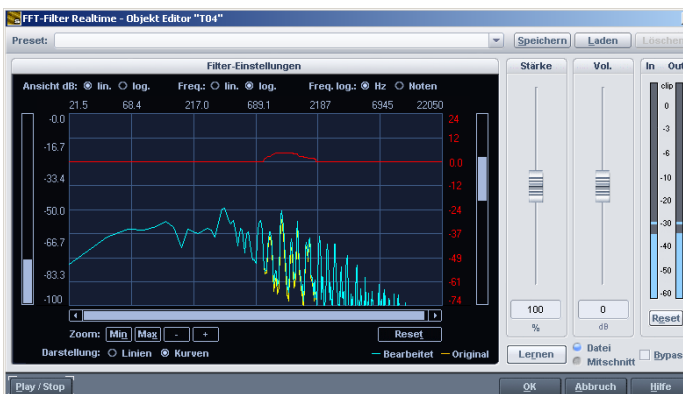 FFT-Filter Realtime - Objekt Editor "T04"
Preset: Speichern Laden Löschen
Filter-Einstellungen Stärke Vol. In Out
Ansicht dB: lin. log. Freq.: lin. log. Freq. log.: Hz Noten
21.5 68.4 217.0 689.1 2187 6945 22050
-0.0
-16.7
-33.4
-50.0
-66.7
-83.3
-100
24
12
0.0
-12
-24
-37
-49
-61
-74
clip
0
-3
-6
-10
-20
-30
-40
-50
-60
100 0
% dB
Reset
Zoom: Min Max - + Reset
Darstellung: Linien Kurven Bearbeitet Original
Lernen Datei
Mitschnitt
Bypas
Play / Stop OK Abbruch Hilfe